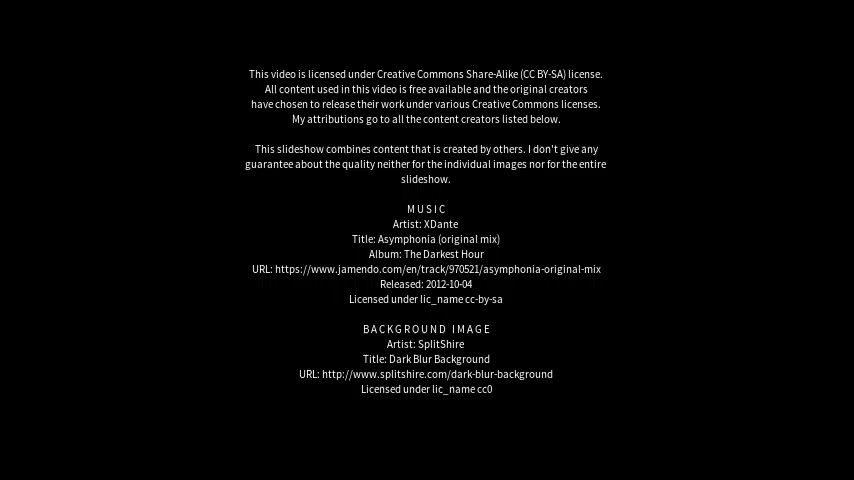 This video is licensed under Creative Commons Share-Alike (CC BY-SA) license.
All content used in this video is free available and the original creators
have chosen to release their work under various Creative Commons licenses.
My attributions go to all the content creators listed below.
This slideshow combines content that is created by others. I don't give any
guarantee about the quality neither for the individual images nor for the entire
slideshow.
MUSIC
Artist: XDante
Title: Asymphonia (original mix)
Album: The Darkest Hour
URL: https://www.jamendo.com/en/track/970521/asymphonia-original-mix
Released: 2012-10-04
Licensed under lic_name cc-by-sa
BACKGROUND IMAGE
Artist: SplitShire
Title: Dark Blur Background
URL: http://www.splitshire.com/dark-blur-background
Licensed under lic_name cc0